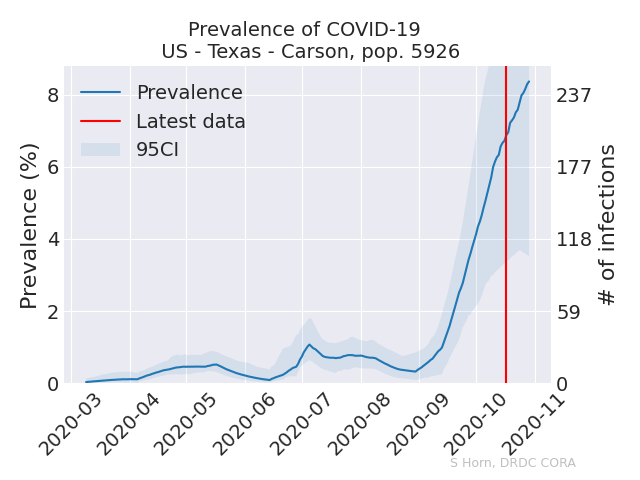 Prevalence of COVID-19
US - Texas - Carson, pop. 5926
Prevalence
Latest data
95CI
Prevalence (%)
8
6
4
2
0
237
177
118
59
0
# of infections
2020-03
2020-04
2020-05
2020-06
2020-07
2020-08
2020-09
2020-10
2020-11
S Horn, DRDC CORA